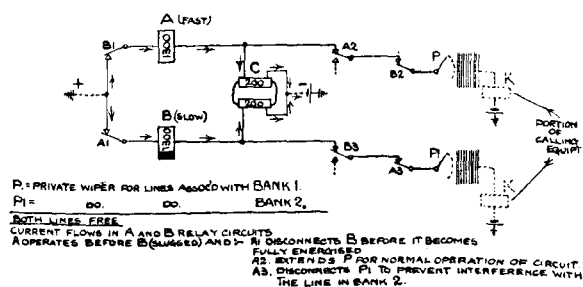 A (FAST)
B1
1300
+
A2
C
200
200
-
B2
P
K
B (SLOW)
1300
A1
B3
A3
P1
K
PORTION
OF
CALLING
EQUIPT
P. = PRIVATE WIPER FOR LINES ASSOC'D WITH BANK 1.
P1 = DO. DO. BANK 2.
BOTH LINES FREE
CURRENT FLOWS IN A AND B RELAY CIRCUITS
A OPERATES BEFORE B (SLUGGED) AND :- A1 DISCONNECTS B BEFORE IT BECOMES
FULLY ENERGISED
A2. EXTENDS P FOR NORMAL OPERATION OF CIRCUIT.
A3. DISCONNECTS P1 TO PREVENT INTERFERENCE WITH
THE LINE IN BANK 2.